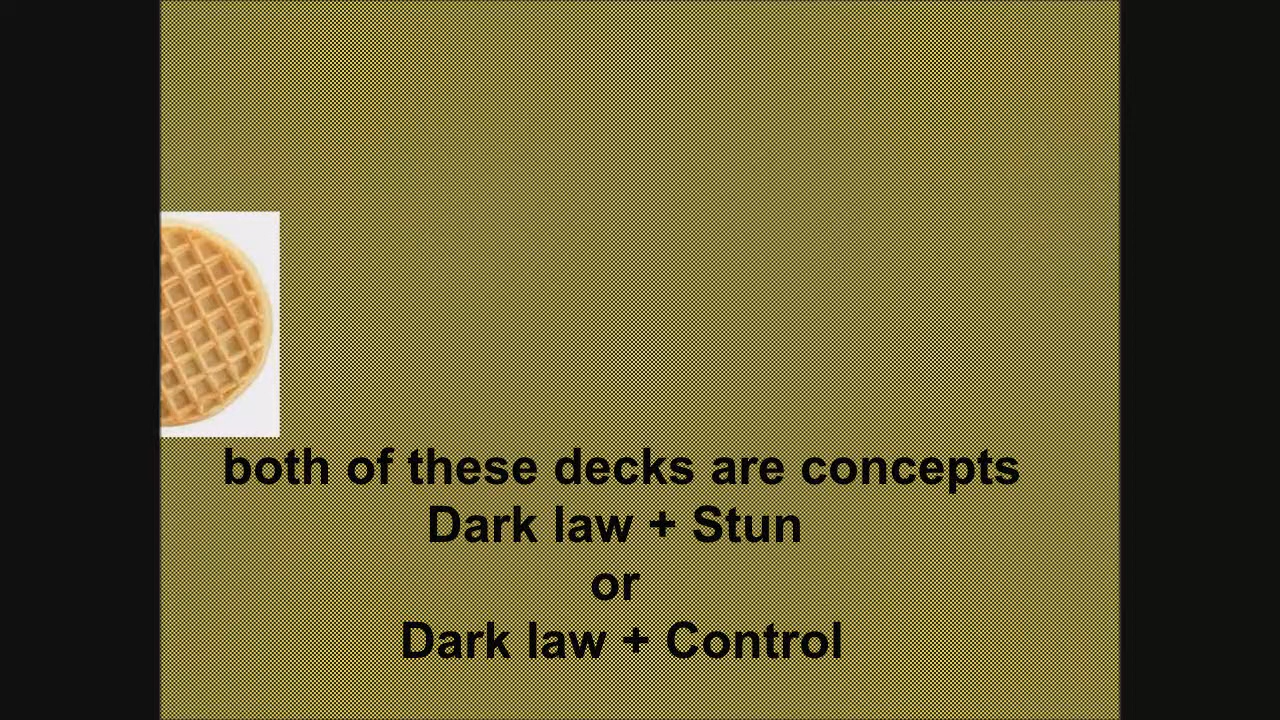 both of these decks are concepts
Dark law + Stun
or
Dark law + Control